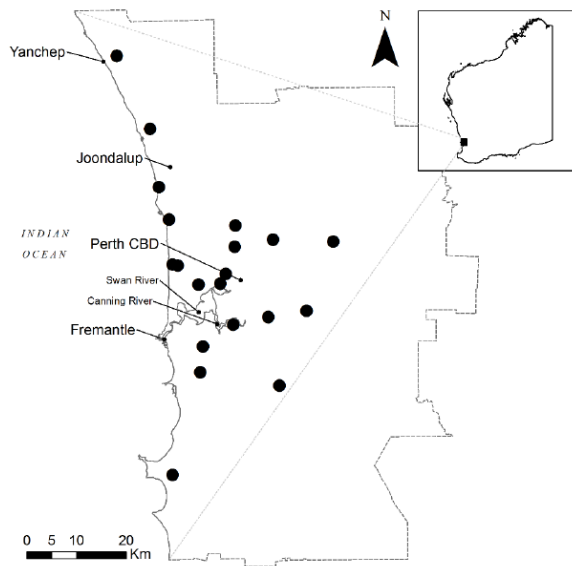 N
Yanchep
Joondalup
INDIAN
OCEAN
Perth CBD
Swan River
Canning River
Fremantle
0 5 10 20
Km